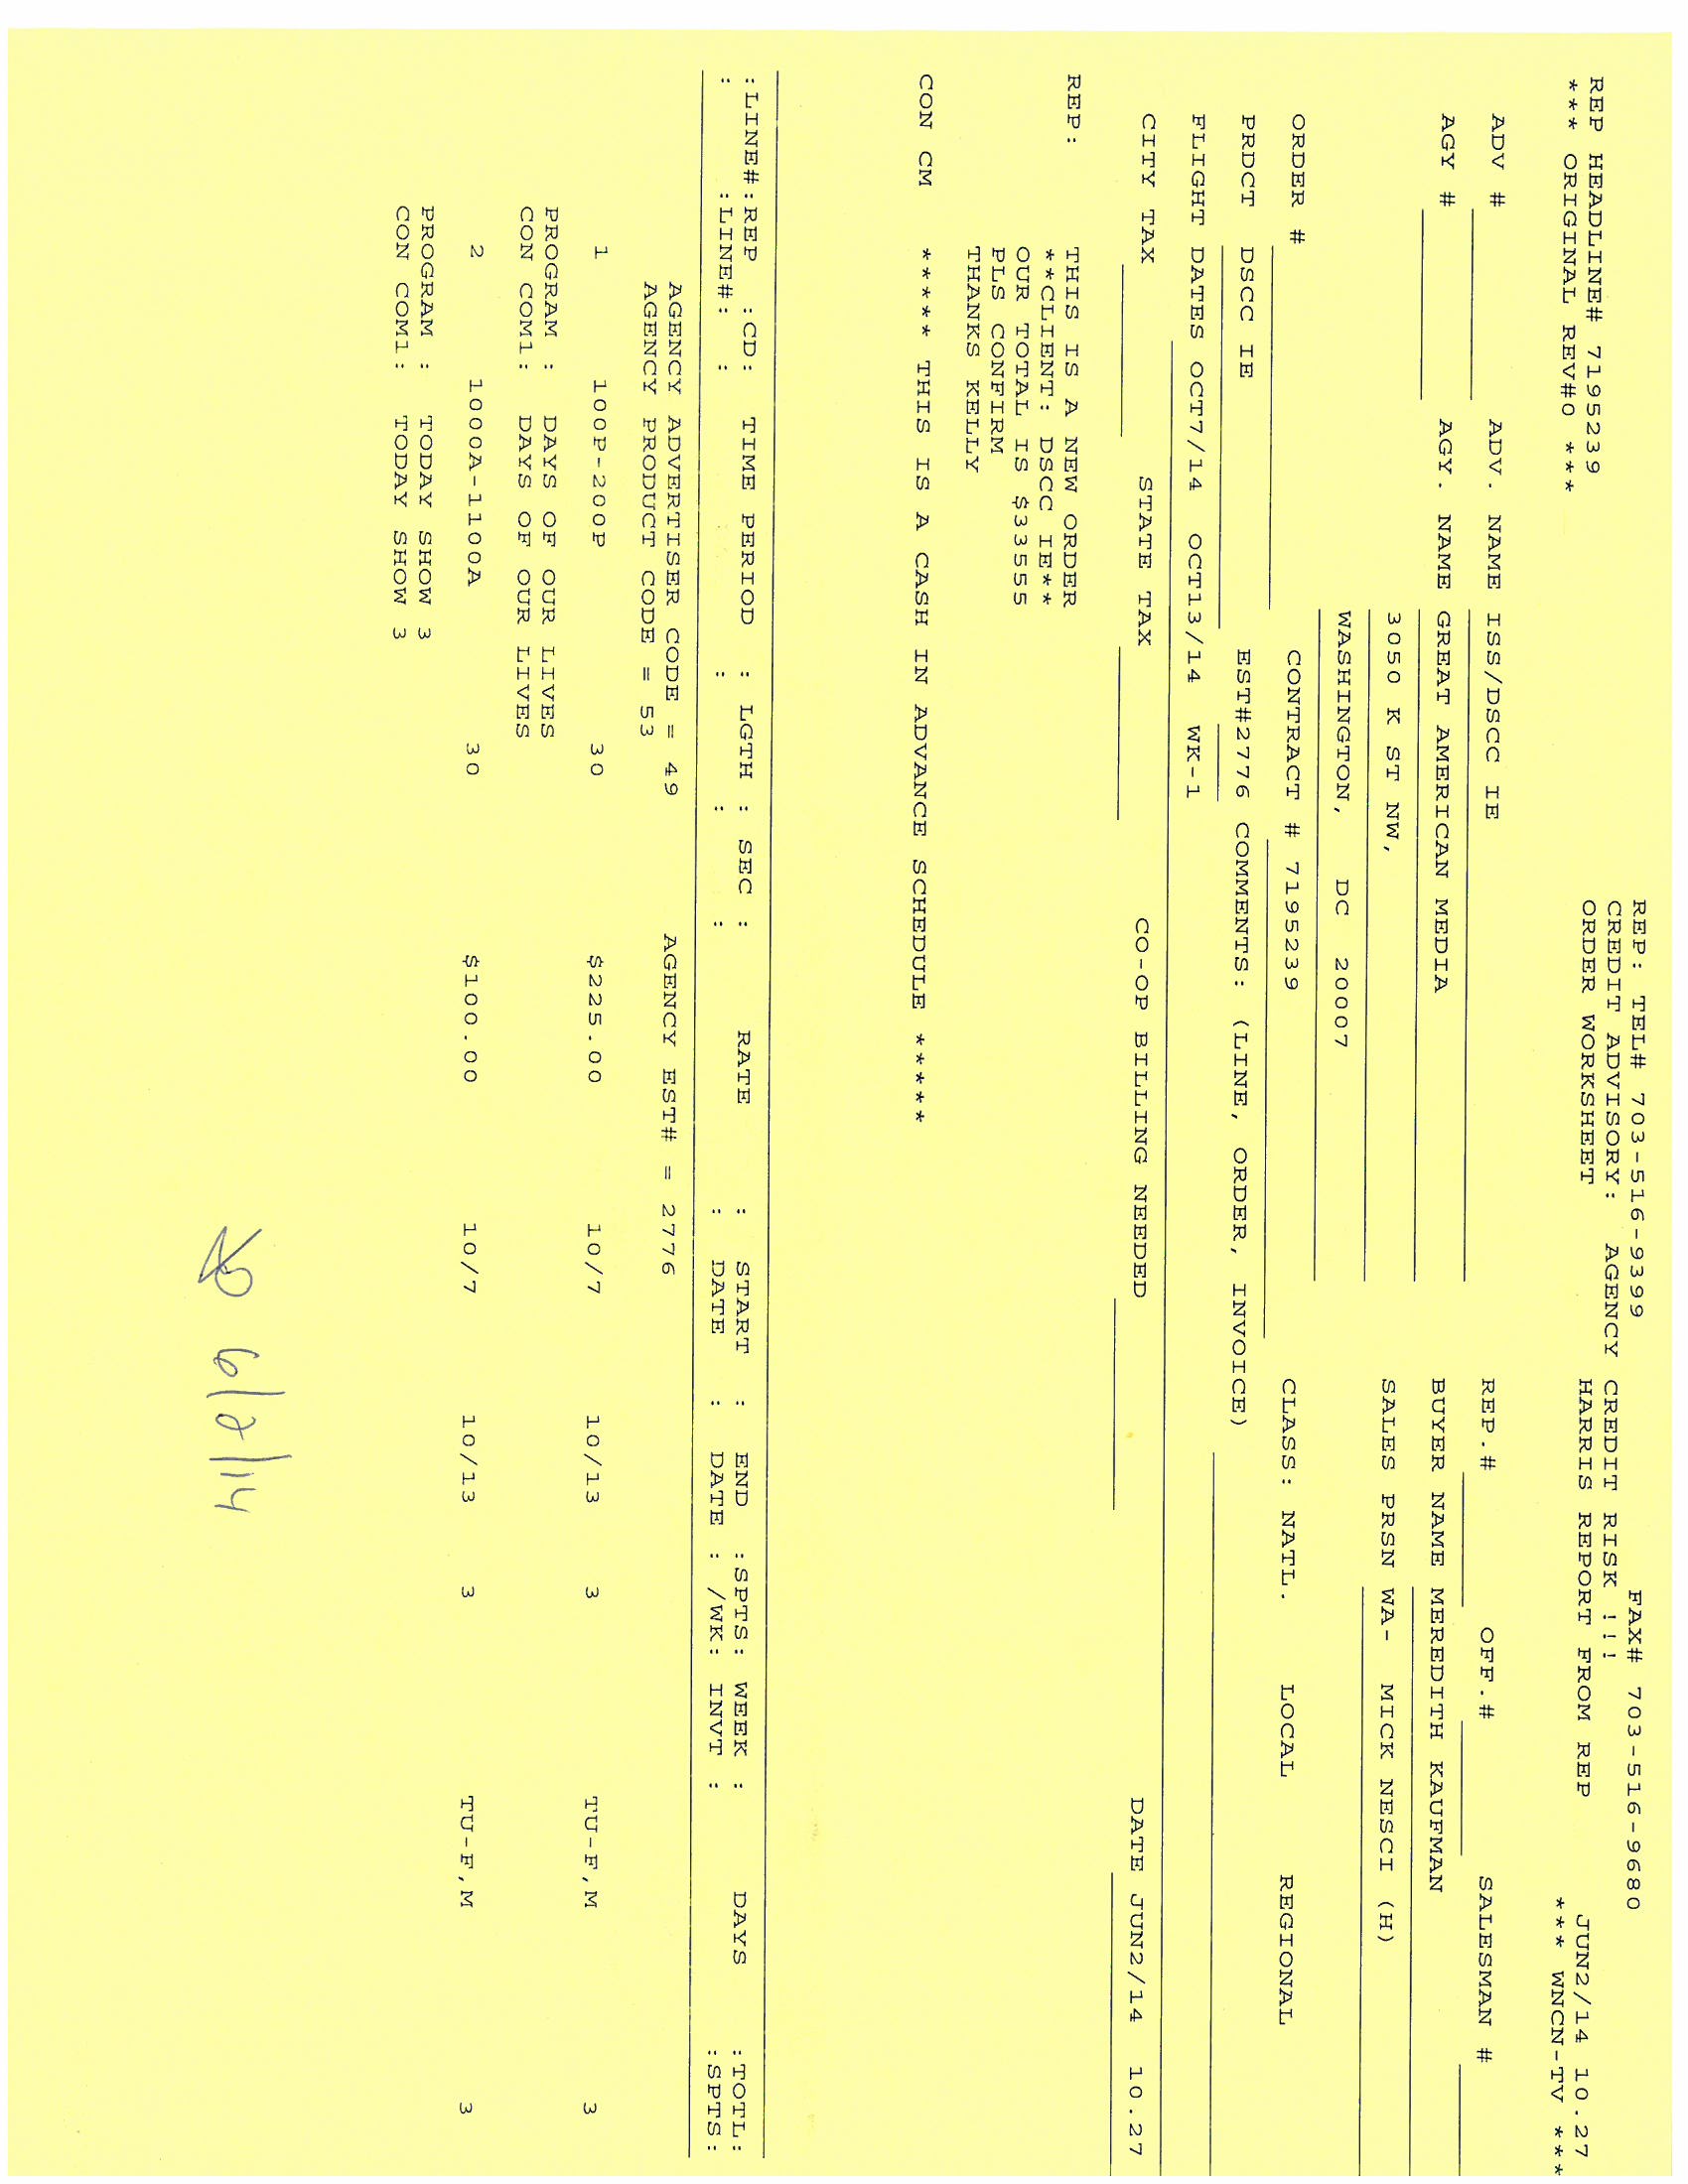 REP: TEL# 703-516-9399 FAX# 703-516-9680
CREDIT ADVISORY: AGENCY CREDIT RISK !!!
REP HEADLINE# 7195239 ORDER WORKSHEET HARRIS REPORT FROM REP JUN2/14 10.27
*** ORIGINAL REV#0 *** *** WNCN-TV ***
ADV # ADV. NAME ISS/DSCC IE REP.# OFF.# SALESMAN #
AGY # AGY. NAME GREAT AMERICAN MEDIA BUYER NAME MEREDITH KAUFMAN
3050 K ST NW, SALES PRSN WA- MICK NESCI (H)
WASHINGTON, DC 20007
ORDER # CONTRACT # 7195239 CLASS: NATL. LOCAL REGIONAL
PRDCT DSCC IE EST#2776 COMMENTS: (LINE, ORDER, INVOICE)
FLIGHT DATES OCT7/14 OCT13/14 WK-1
CITY TAX STATE TAX CO-OP BILLING NEEDED DATE JUN2/14 10.27
REP: THIS IS A NEW ORDER
**CLIENT: DSCC IE**
OUR TOTAL IS $33555
PLS CONFIRM
THANKS KELLY
CON CM ***** THIS IS A CASH IN ADVANCE SCHEDULE *****
:LINE#:REP :CD: TIME PERIOD : LGTH : SEC : RATE : START : END :SPTS: WEEK : DAYS :TOTL:
: :LINE#: : : : : : DATE : DATE : /WK: INVT : :SPTS:
AGENCY ADVERTISER CODE = 49 AGENCY EST# = 2776
AGENCY PRODUCT CODE = 53
1 100P-200P 30 $225.00 10/7 10/13 3 TU-F,M 3
PROGRAM : DAYS OF OUR LIVES
CON COM1: DAYS OF OUR LIVES
2 1000A-1100A 30 $100.00 10/7 10/13 3 TU-F,M 3
PROGRAM : TODAY SHOW 3
CON COM1: TODAY SHOW 3
6/2/14